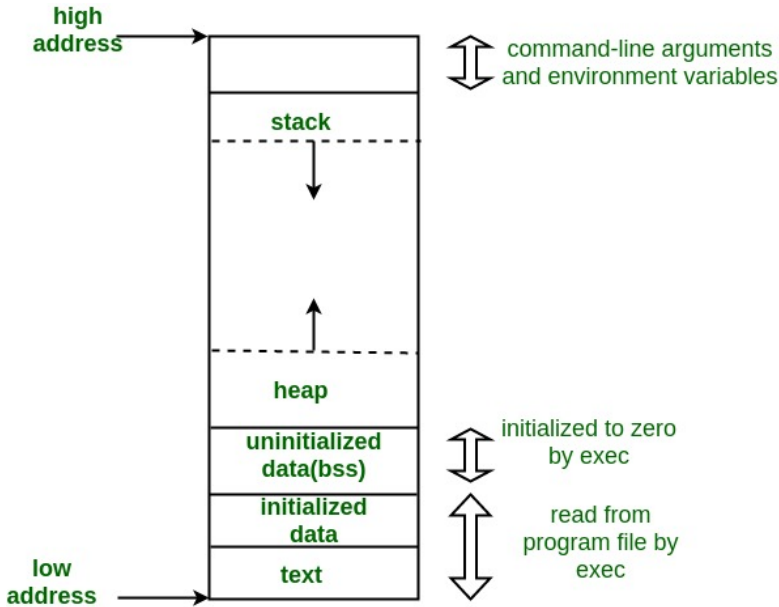 high
address
command-line arguments
and environment variables
stack
heap
uninitialized
data(bss)
initialized to zero
by exec
initialized
data
read from
program file by
exec
text
low
address